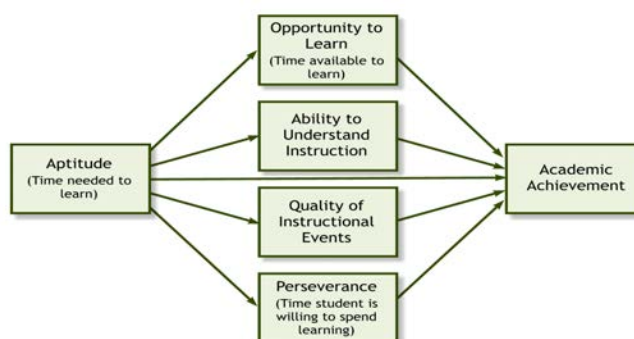 Opportunity to
Learn
(Time available to
learn)
Ability to
Understand
Instruction
Aptitude
(Time needed to
learn)
Academic
Achievement
Quality of
Instructional
Events
Perseverance
(Time student is
willing to spend
learning)